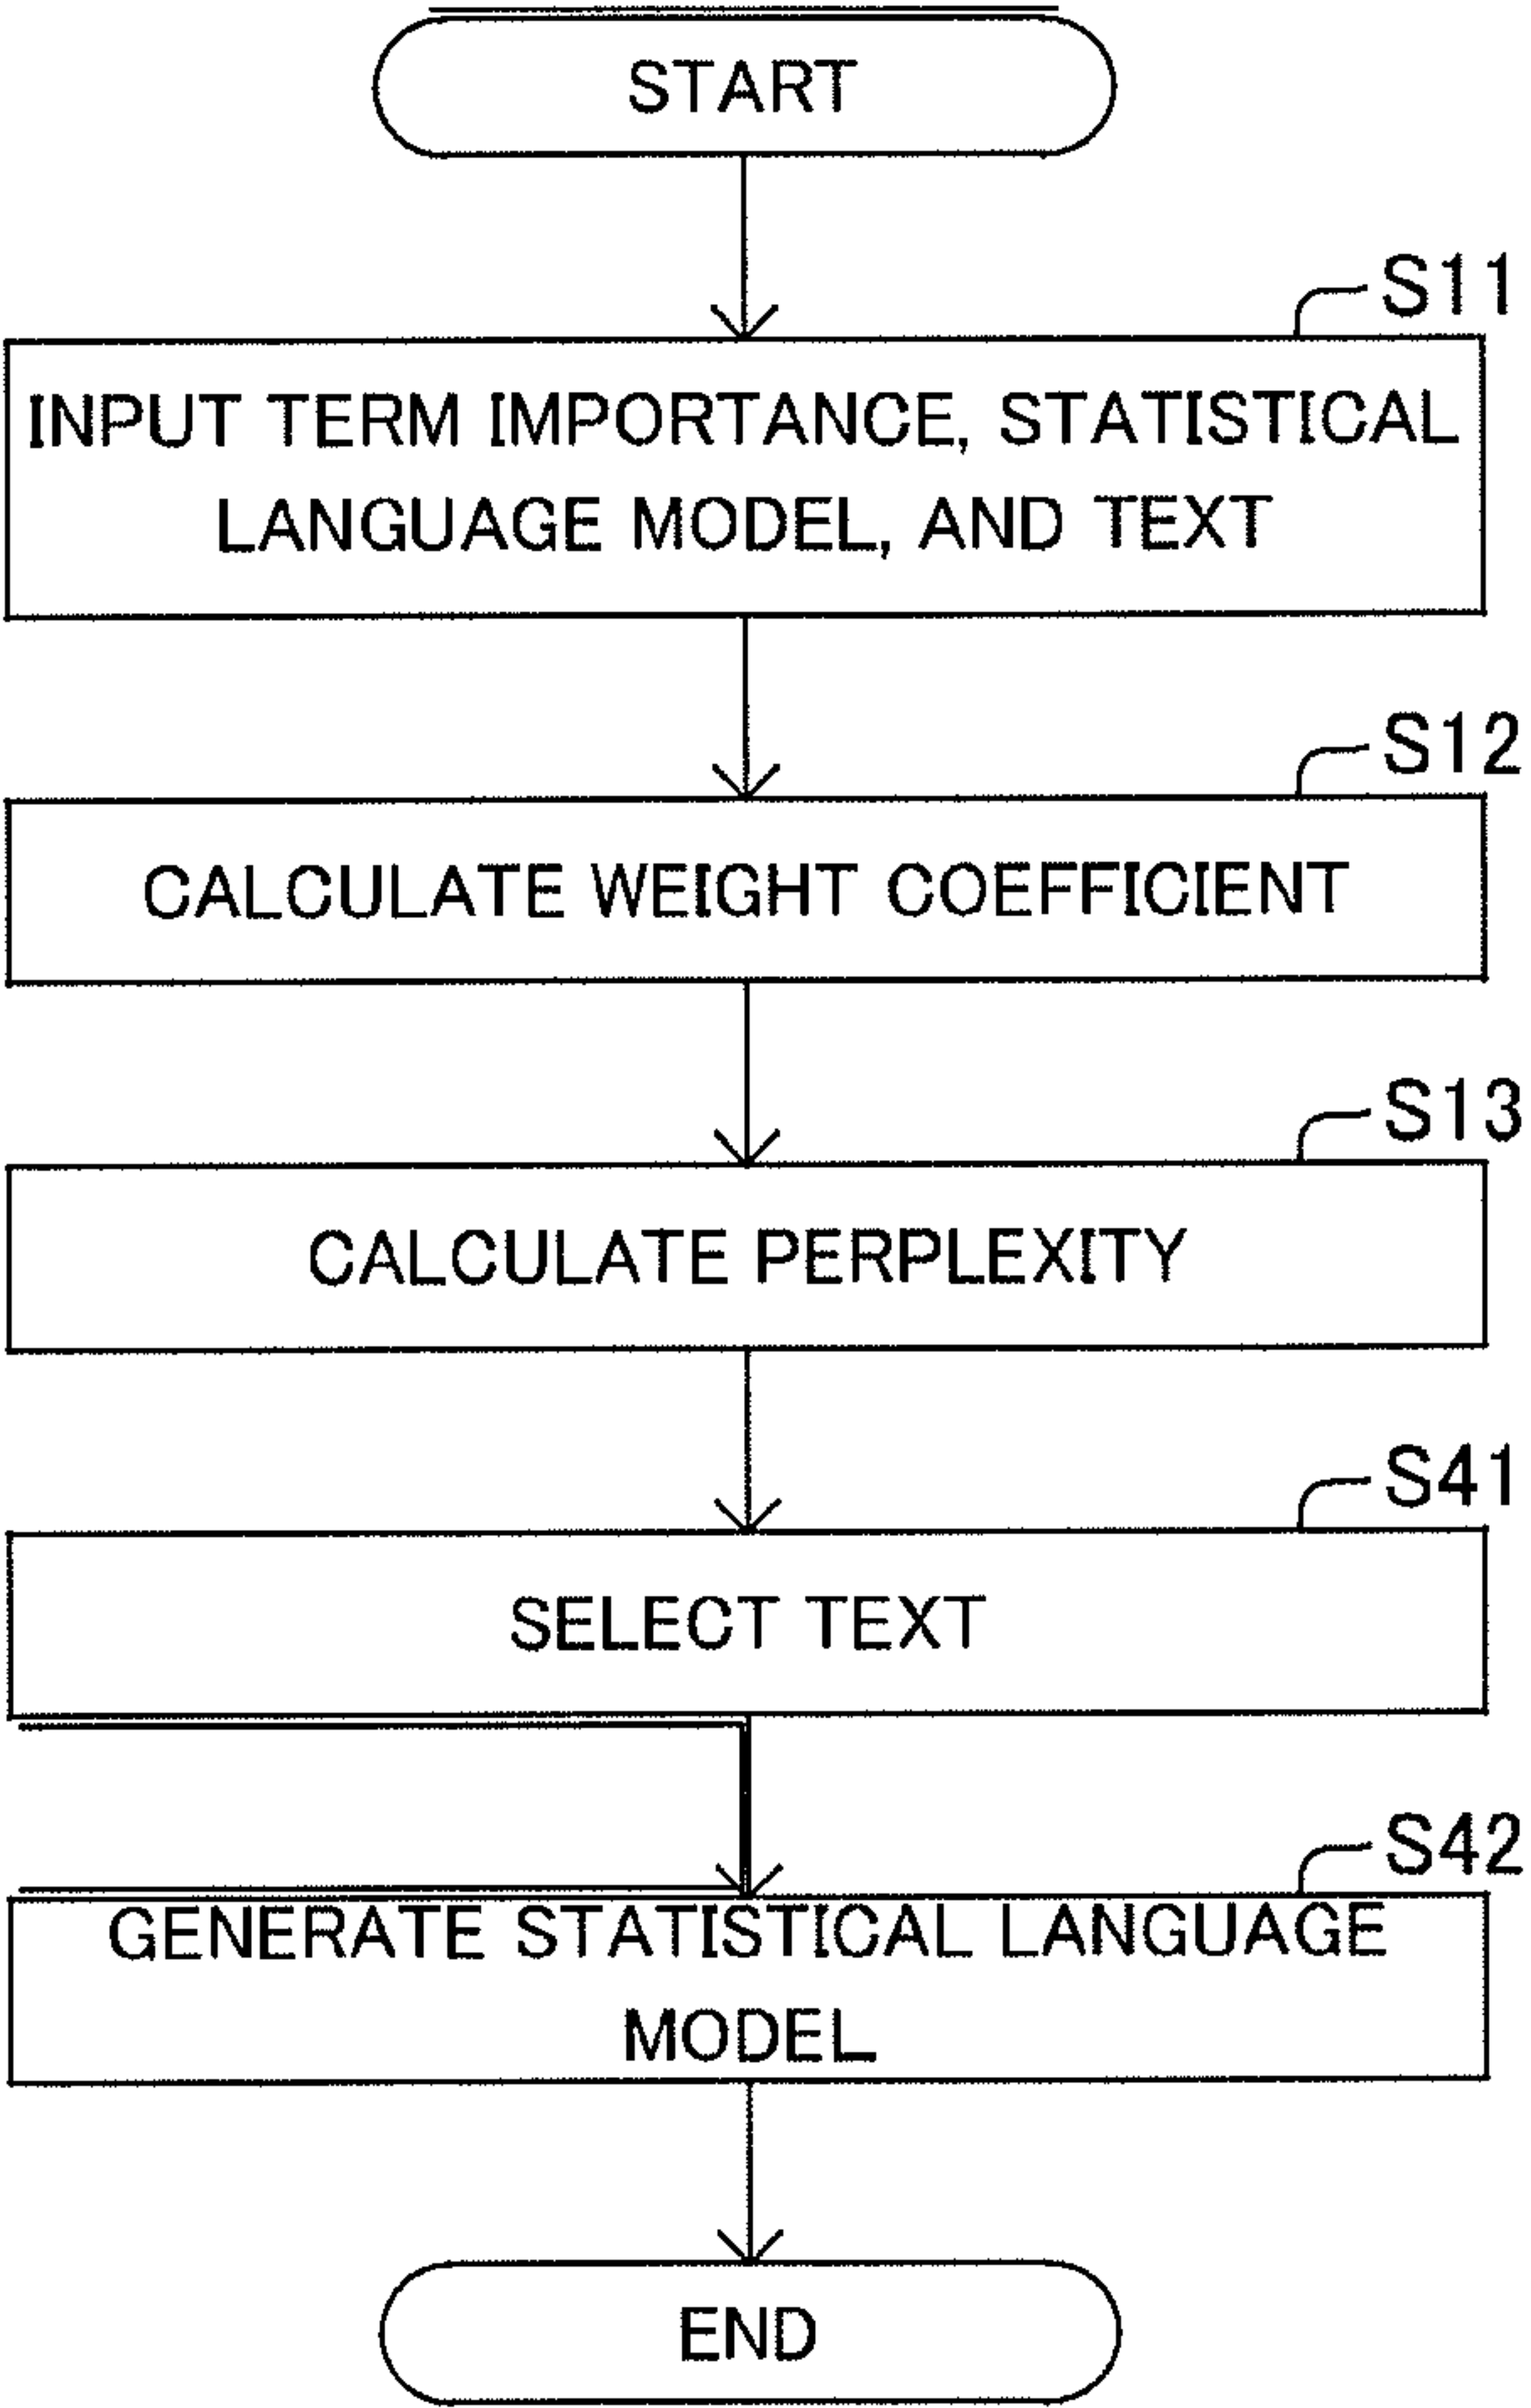 START
S11
INPUT TERM IMPORTANCE, STATISTICAL
LANGUAGE MODEL, AND TEXT
S12
CALCULATE WEIGHT COEFFICIENT
S13
CALCULATE PERPLEXITY
S41
SELECT TEXT
S42
GENERATE STATISTICAL LANGUAGE
MODEL
END